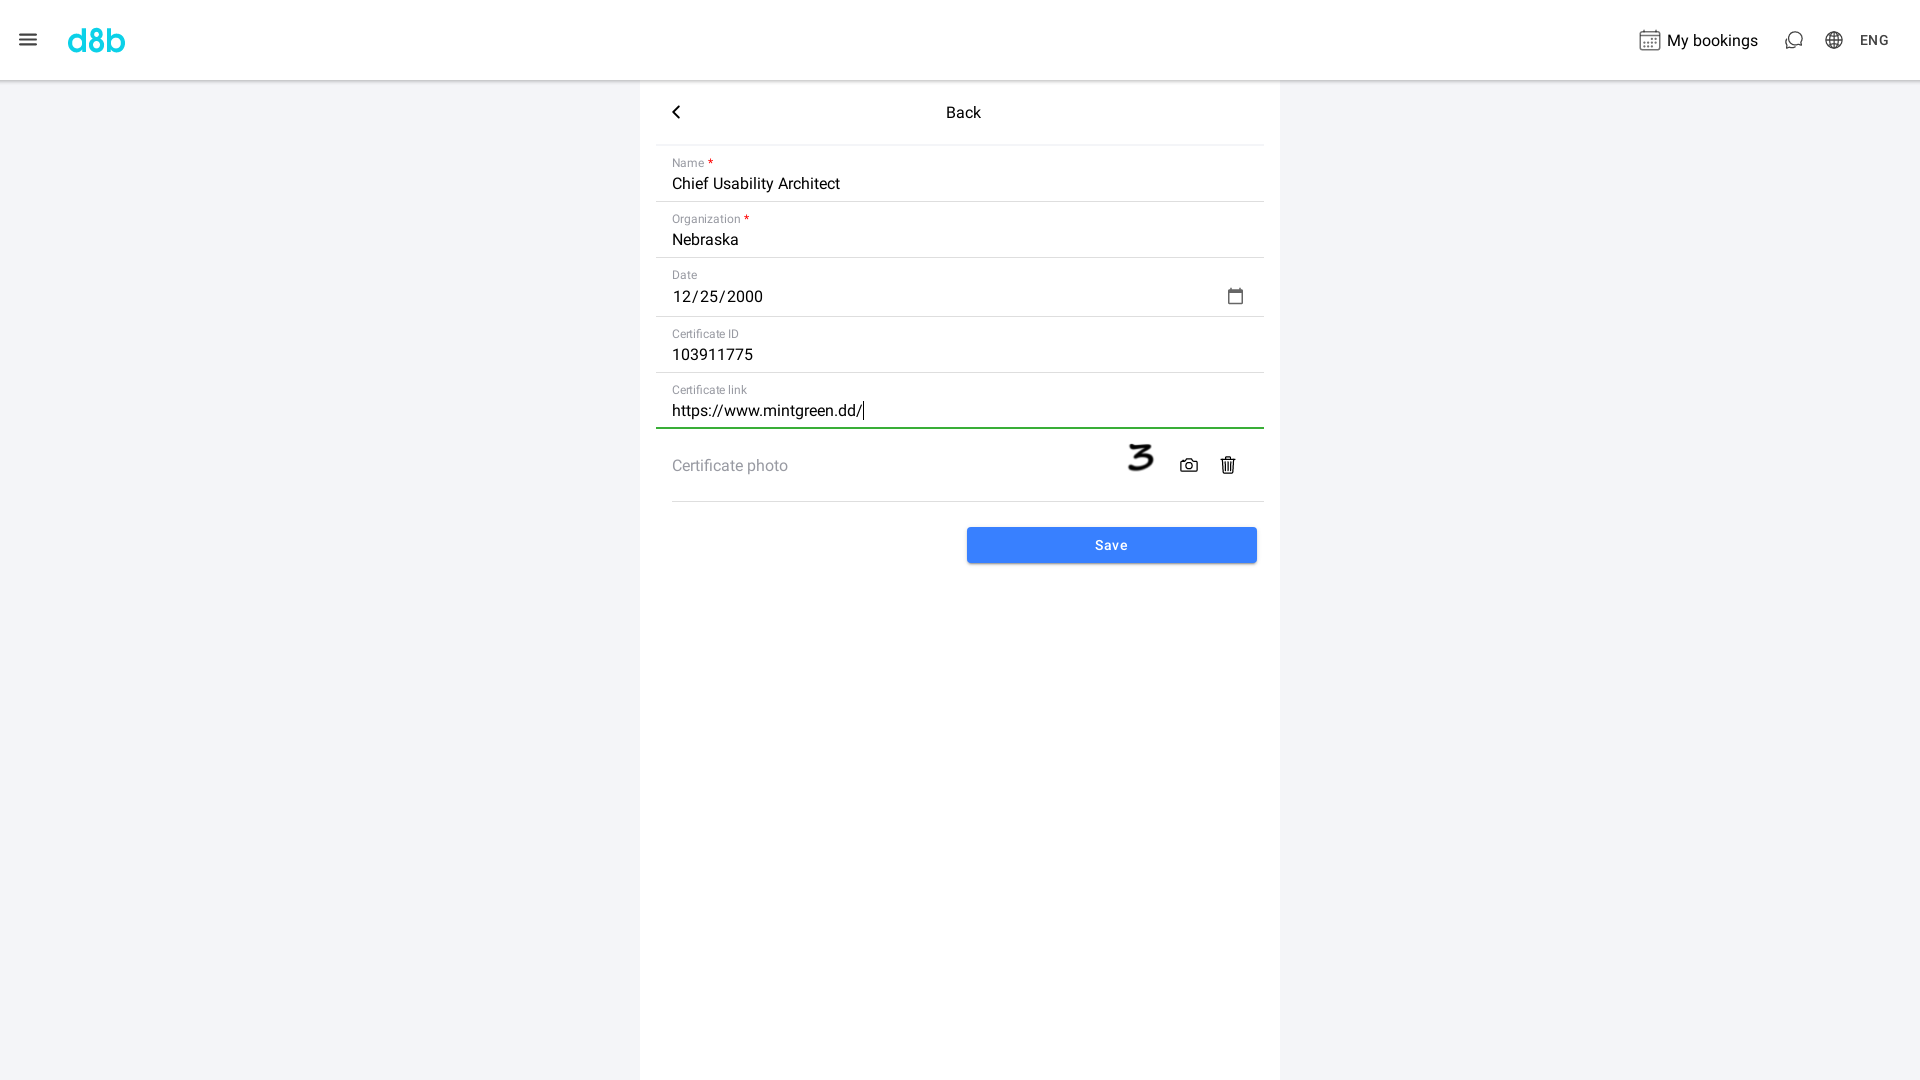 d8b
My bookings
ENG
Back
Name *
Chief Usability Architect
Organization *
Nebraska
Date
12/25/2000
Certificate ID
103911775
Certificate link
https://www.mintgreen.dd/
Certificate photo
3
Save